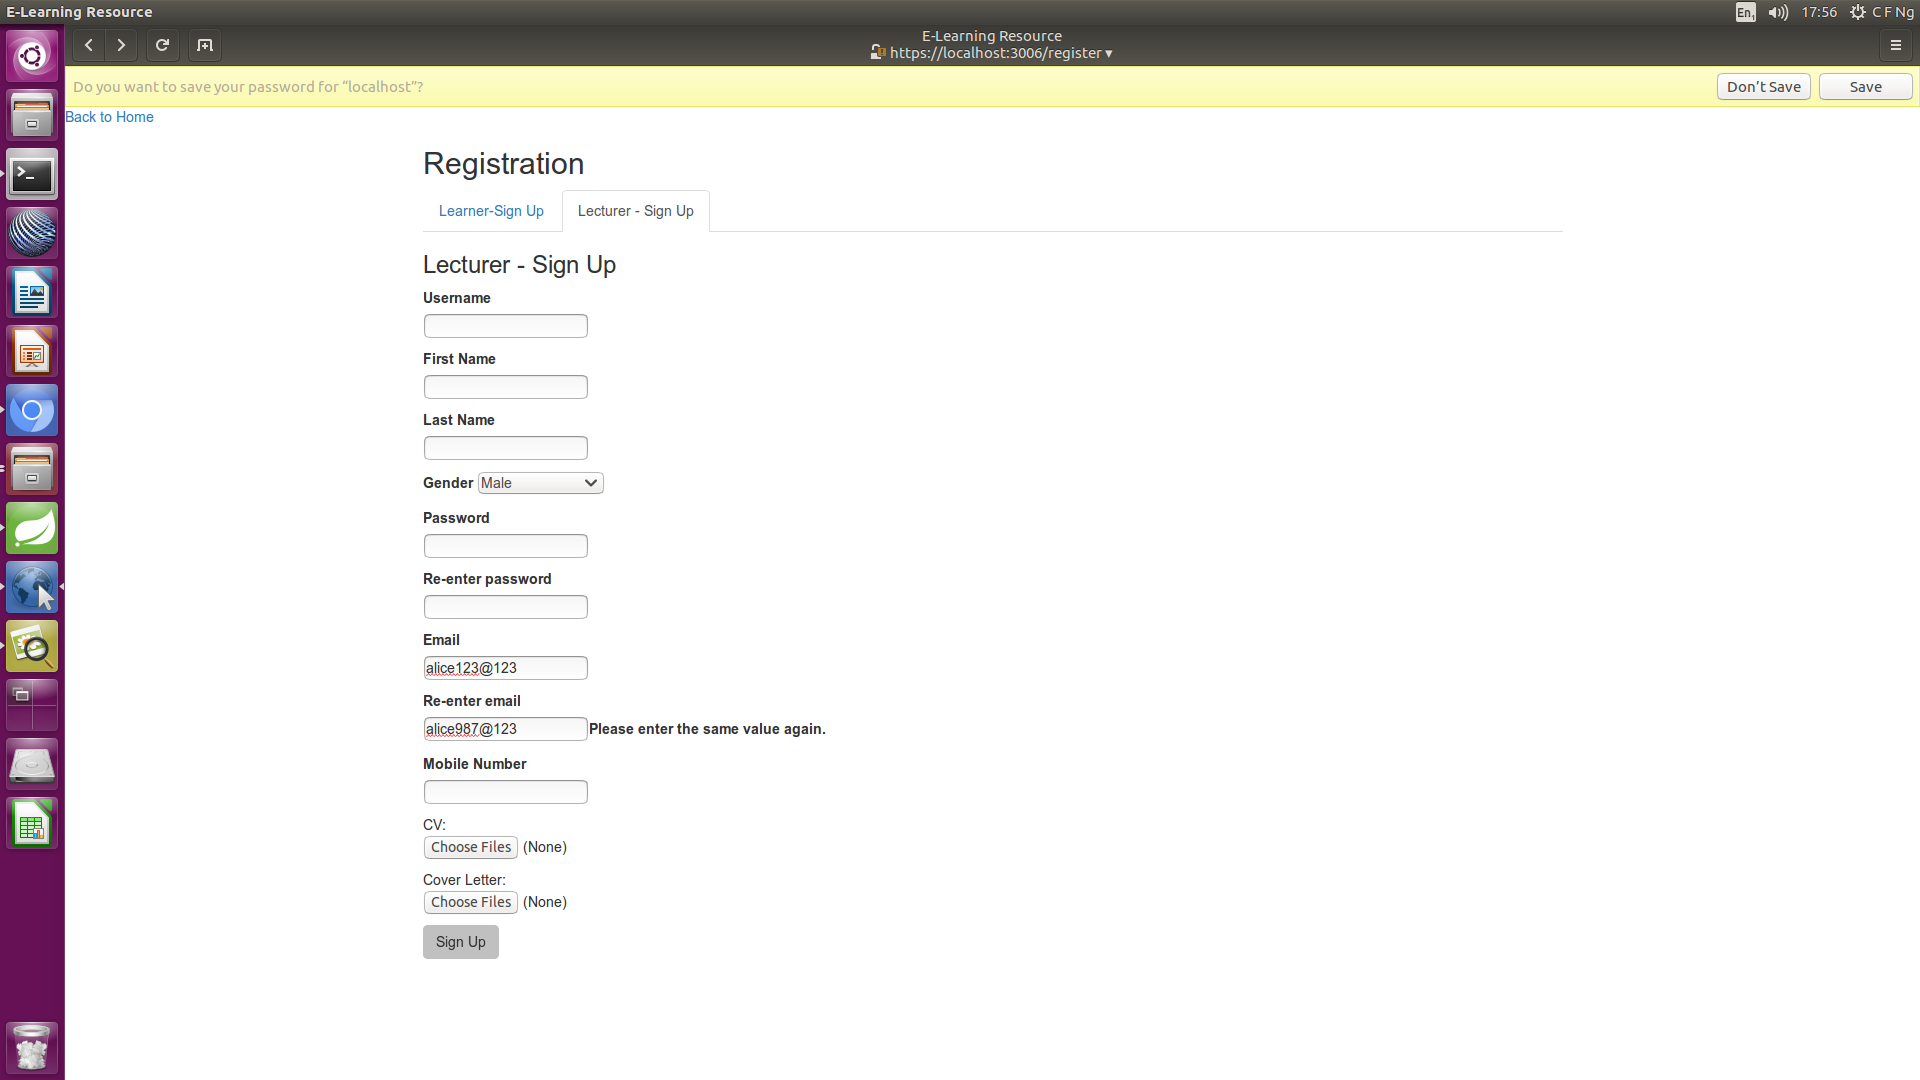 E-Learning Resource
En1 17:56 C F Ng
E-Learning Resource
https://localhost:3006/register ▾
Do you want to save your password for “localhost”? Don’t Save Save
Back to Home
Registration
Learner-Sign Up Lecturer - Sign Up
Lecturer - Sign Up
Username
First Name
Last Name
Gender Male
Password
Re-enter password
Email
alice123@123
Re-enter email
alice987@123 Please enter the same value again.
Mobile Number
CV:
Choose Files (None)
Cover Letter:
Choose Files (None)
Sign Up